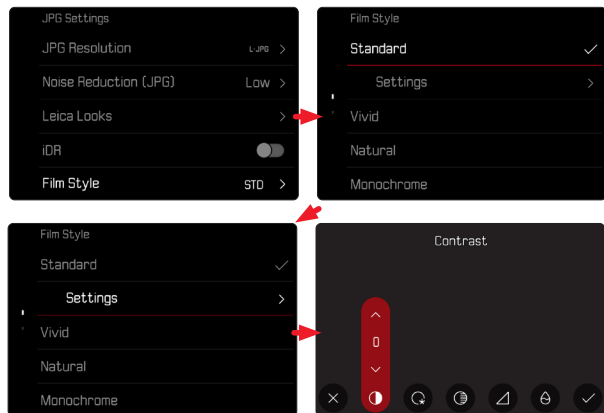 JPG Settings
JPG Resolution L-JPG
Noise Reduction (JPG) Low
Leica Looks
iDR
Film Style STD
Film Style
Standard
Settings
Vivid
Natural
Monochrome
Film Style
Standard
Settings
Vivid
Natural
Monochrome
Contrast
0